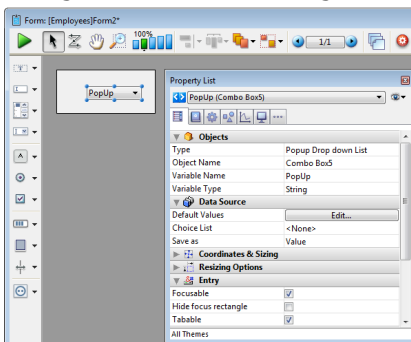 Form: [Employees]Form2*
100%
1/1
PopUp
Property List
PopUp (Combo Box5)
Objects
Type Popup Drop down List
Object Name Combo Box5
Variable Name PopUp
Variable Type String
Data Source
Default Values Edit...
Choice List <None>
Save as Value
Coordinates & Sizing
Resizing Options
Entry
Focusable
Hide focus rectangle
Tabable
All Themes